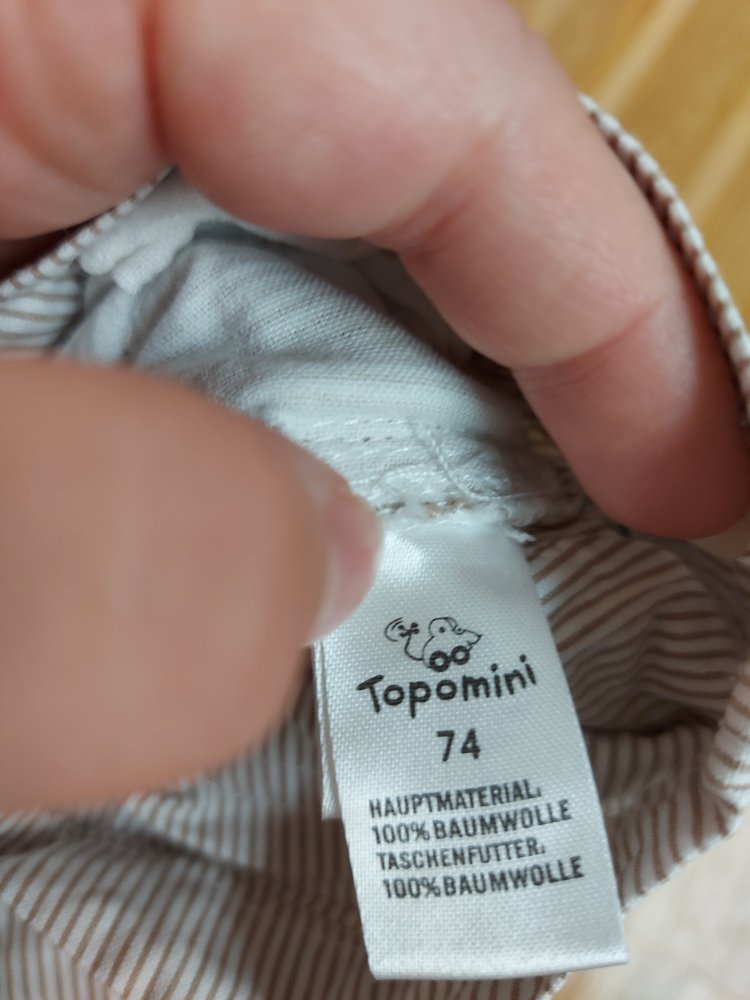 Topomini
74
HAUPTMATERIAL:
100% BAUMWOLLE
TASCHENFUTTER:
100% BAUMWOLLE